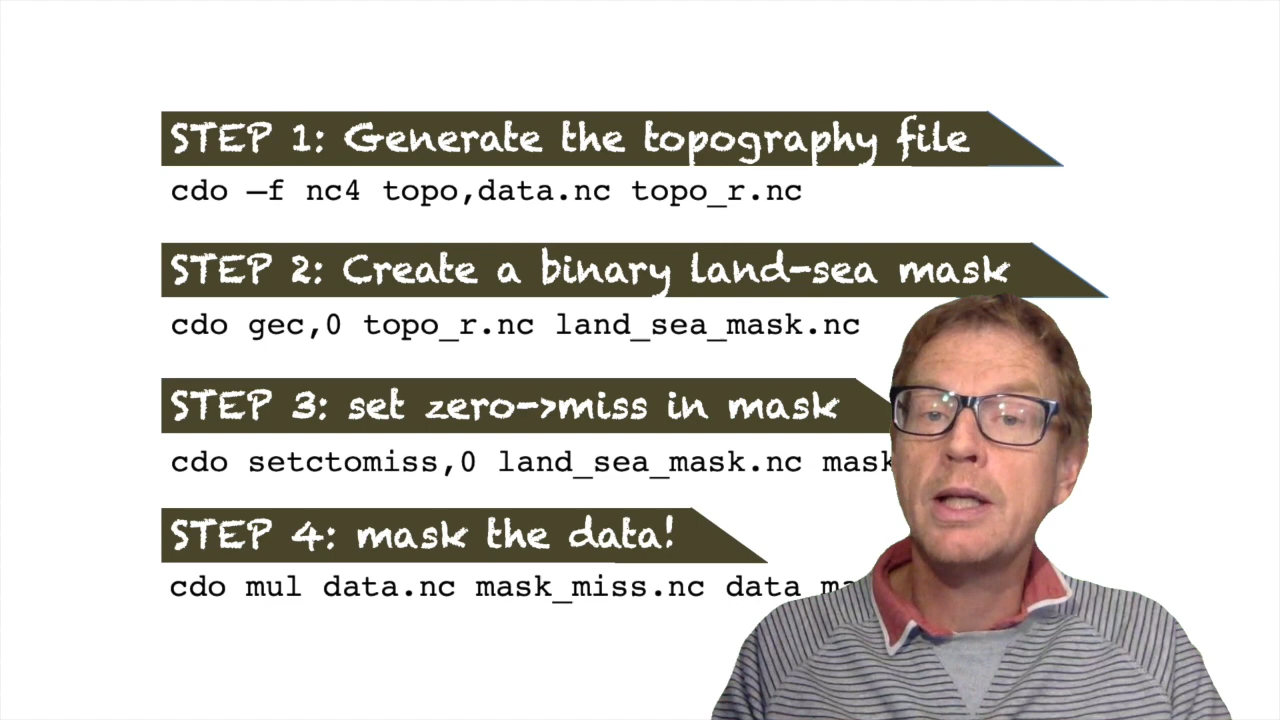 STEP 1: Generate the topography file
cdo –f nc4 topo,data.nc topo_r.nc
STEP 2: Create a binary land-sea mask
cdo gec,0 topo_r.nc land_sea_mask.nc
STEP 3: set zero->miss in mask
cdo setctomiss,0 land_sea_mask.nc
STEP 4: mask the data!
cdo mul data.nc mask_miss.nc